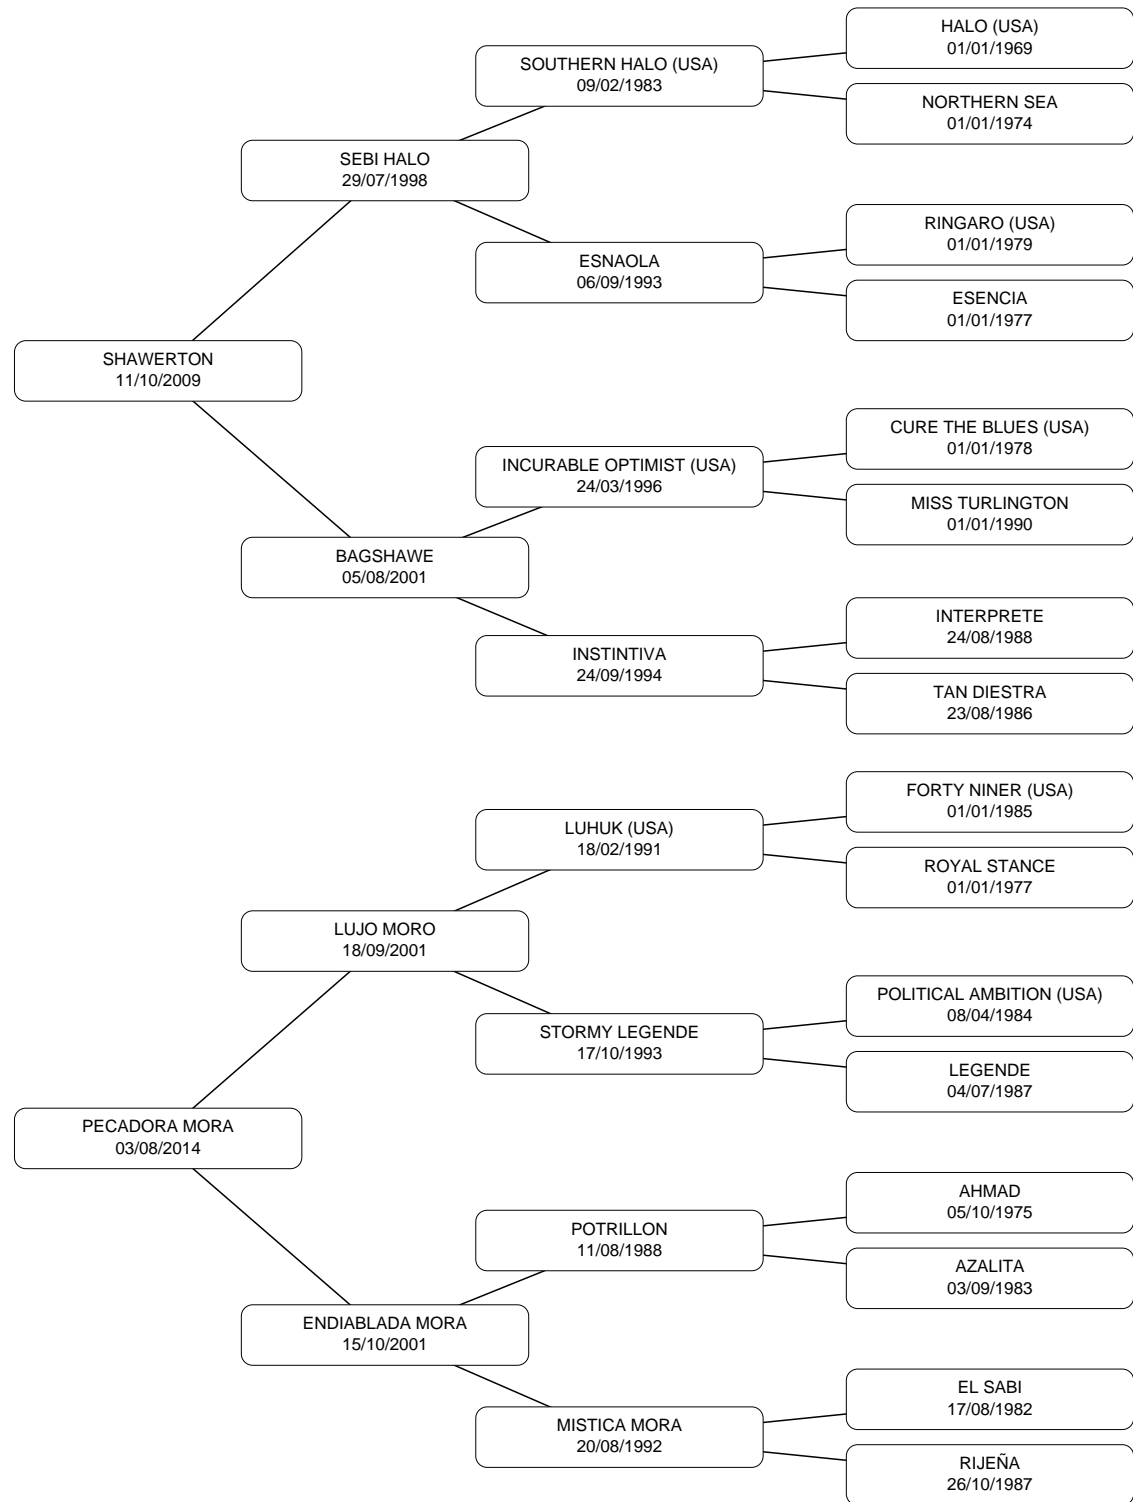 HALO (USA)
01/01/1969
SOUTHERN HALO (USA)
09/02/1983
NORTHERN SEA
01/01/1974
SEBI HALO
29/07/1998
RINGARO (USA)
01/01/1979
ESNAOLA
06/09/1993
ESENCIA
01/01/1977
SHAWERTON
11/10/2009
CURE THE BLUES (USA)
01/01/1978
INCURABLE OPTIMIST (USA)
24/03/1996
MISS TURLINGTON
01/01/1990
BAGSHAWE
05/08/2001
INTERPRETE
24/08/1988
INSTINTIVA
24/09/1994
TAN DIESTRA
23/08/1986
FORTY NINER (USA)
01/01/1985
LUHUK (USA)
18/02/1991
ROYAL STANCE
01/01/1977
LUJO MORO
18/09/2001
POLITICAL AMBITION (USA)
08/04/1984
STORMY LEGENDE
17/10/1993
LEGENDE
04/07/1987
PECADORA MORA
03/08/2014
AHMAD
05/10/1975
POTRILLON
11/08/1988
AZALITA
03/09/1983
ENDIABLADA MORA
15/10/2001
EL SABI
17/08/1982
MISTICA MORA
20/08/1992
RIJEÑA
26/10/1987